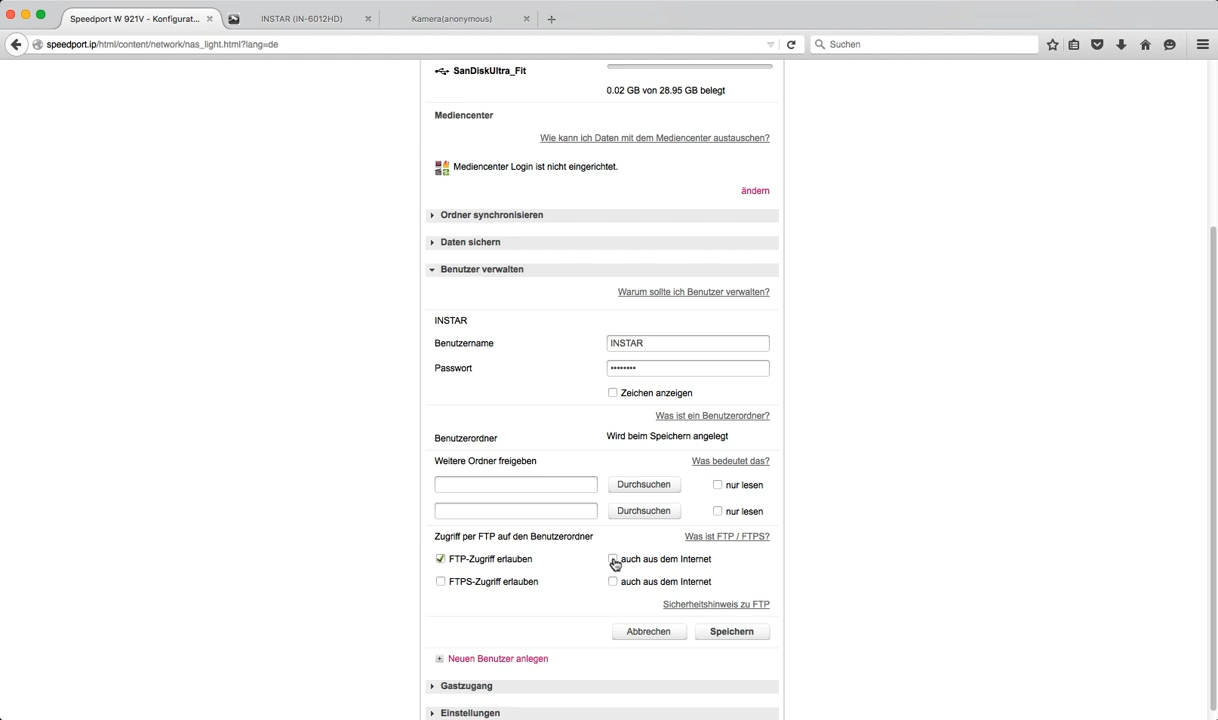 Speedport W 921V - Konfigurat...
INSTAR (IN-6012HD)
Kamera(anonymous)
speedport.ip/html/content/network/nas_light.html?lang=de
Suchen
SanDiskUltra_Fit
0.02 GB von 28.95 GB belegt
Mediencenter
Wie kann ich Daten mit dem Mediencenter austauschen?
Mediencenter Login ist nicht eingerichtet.
ändern
Ordner synchronisieren
Daten sichern
Benutzer verwalten
Warum sollte ich Benutzer verwalten?
INSTAR
Benutzername INSTAR
Passwort ••••••••
Zeichen anzeigen
Was ist ein Benutzerordner?
Benutzerordner Wird beim Speichern angelegt
Weitere Ordner freigeben Was bedeutet das?
Durchsuchen nur lesen
Durchsuchen nur lesen
Zugriff per FTP auf den Benutzerordner Was ist FTP / FTPS?
FTP-Zugriff erlauben auch aus dem Internet
FTPS-Zugriff erlauben auch aus dem Internet
Sicherheitshinweis zu FTP
Abbrechen Speichern
Neuen Benutzer anlegen
Gastzugang
Einstellungen